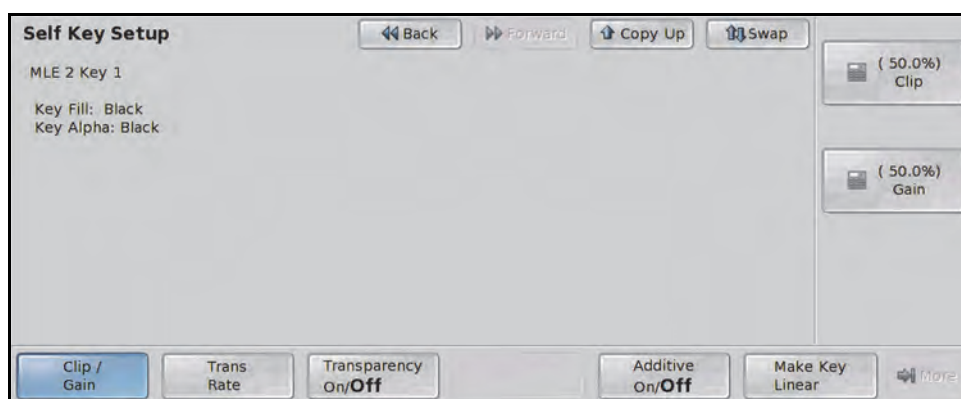 Self Key Setup
Back
Forward
Copy Up
Swap
MLE 2 Key 1
Key Fill: Black
Key Alpha: Black
( 50.0%)
Clip
( 50.0%)
Gain
Clip /
Gain
Trans
Rate
Transparency
On/Off
Additive
On/Off
Make Key
Linear
More